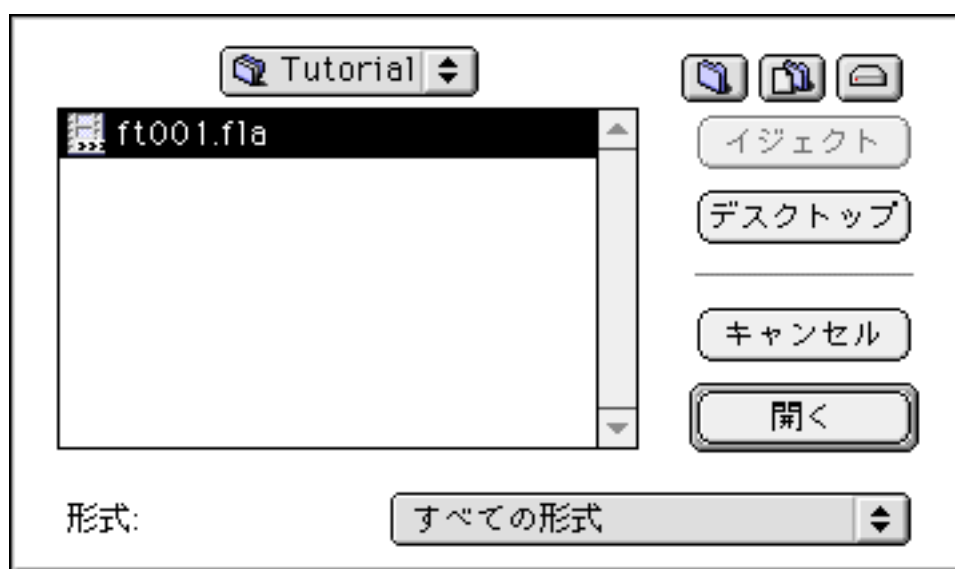 Tutorial
ft001.fla
イジェクト
デスクトップ
キャンセル
開く
形式:
すべての形式